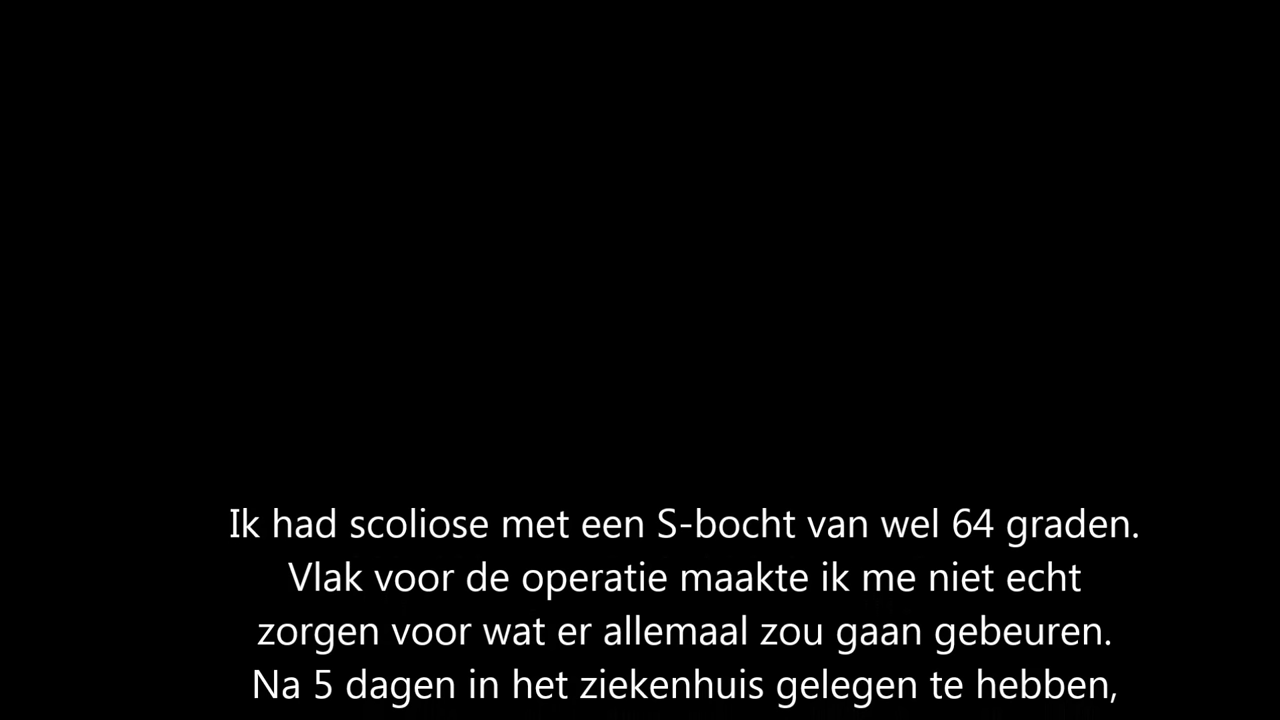 Ik had scoliose met een S-bocht van wel 64 graden.
Vlak voor de operatie maakte ik me niet echt
zorgen voor wat er allemaal zou gaan gebeuren.
Na 5 dagen in het ziekenhuis gelegen te hebben,